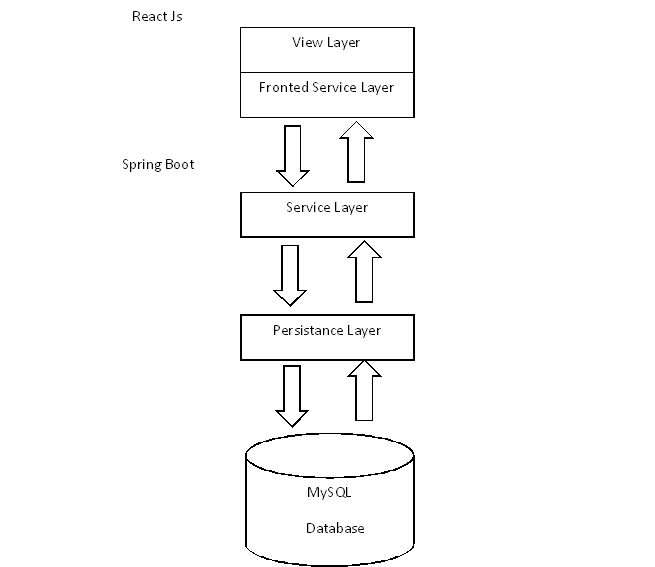 React Js
View Layer
Fronted Service Layer
Spring Boot
Service Layer
Persistance Layer
MySQL
Database